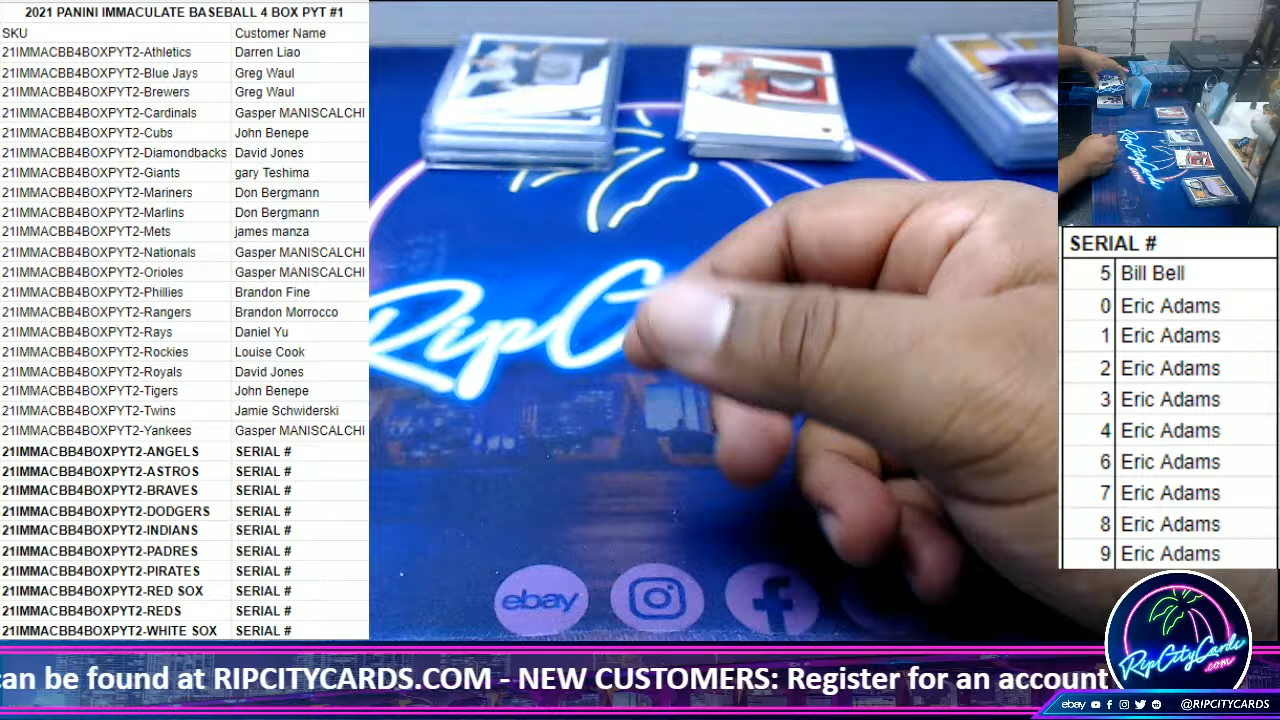 2021 PANINI IMMACULATE BASEBALL 4 BOX PYT #1
SKU Customer Name
21IMMACBB4BOXPYT2-Athletics Darren Liao
21IMMACBB4BOXPYT2-Blue Jays Greg Waul
21IMMACBB4BOXPYT2-Brewers Greg Waul
21IMMACBB4BOXPYT2-Cardinals Gasper MANISCALCHI
21IMMACBB4BOXPYT2-Cubs John Benepe
21IMMACBB4BOXPYT2-Diamondbacks David Jones
21IMMACBB4BOXPYT2-Giants gary Teshima
21IMMACBB4BOXPYT2-Mariners Don Bergmann
21IMMACBB4BOXPYT2-Marlins Don Bergmann
21IMMACBB4BOXPYT2-Mets james manza
21IMMACBB4BOXPYT2-Nationals Gasper MANISCALCHI
21IMMACBB4BOXPYT2-Orioles Gasper MANISCALCHI
21IMMACBB4BOXPYT2-Phillies Brandon Fine
21IMMACBB4BOXPYT2-Rangers Brandon Morrocco
21IMMACBB4BOXPYT2-Rays Daniel Yu
21IMMACBB4BOXPYT2-Rockies Louise Cook
21IMMACBB4BOXPYT2-Royals David Jones
21IMMACBB4BOXPYT2-Tigers John Benepe
21IMMACBB4BOXPYT2-Twins Jamie Schwiderski
21IMMACBB4BOXPYT2-Yankees Gasper MANISCALCHI
21IMMACBB4BOXPYT2-ANGELS SERIAL #
21IMMACBB4BOXPYT2-ASTROS SERIAL #
21IMMACBB4BOXPYT2-BRAVES SERIAL #
21IMMACBB4BOXPYT2-DODGERS SERIAL #
21IMMACBB4BOXPYT2-INDIANS SERIAL #
21IMMACBB4BOXPYT2-PADRES SERIAL #
21IMMACBB4BOXPYT2-PIRATES SERIAL #
21IMMACBB4BOXPYT2-RED SOX SERIAL #
21IMMACBB4BOXPYT2-REDS SERIAL #
21IMMACBB4BOXPYT2-WHITE SOX SERIAL #
RipC
ebay
RipCityCards
SERIAL #
5 Bill Bell
0 Eric Adams
1 Eric Adams
2 Eric Adams
3 Eric Adams
4 Eric Adams
6 Eric Adams
7 Eric Adams
8 Eric Adams
9 Eric Adams
RipCityCards
.com
can be found at RIPCITYCARDS.COM - NEW CUSTOMERS: Register for an account
ebay @RIPCITYCARDS